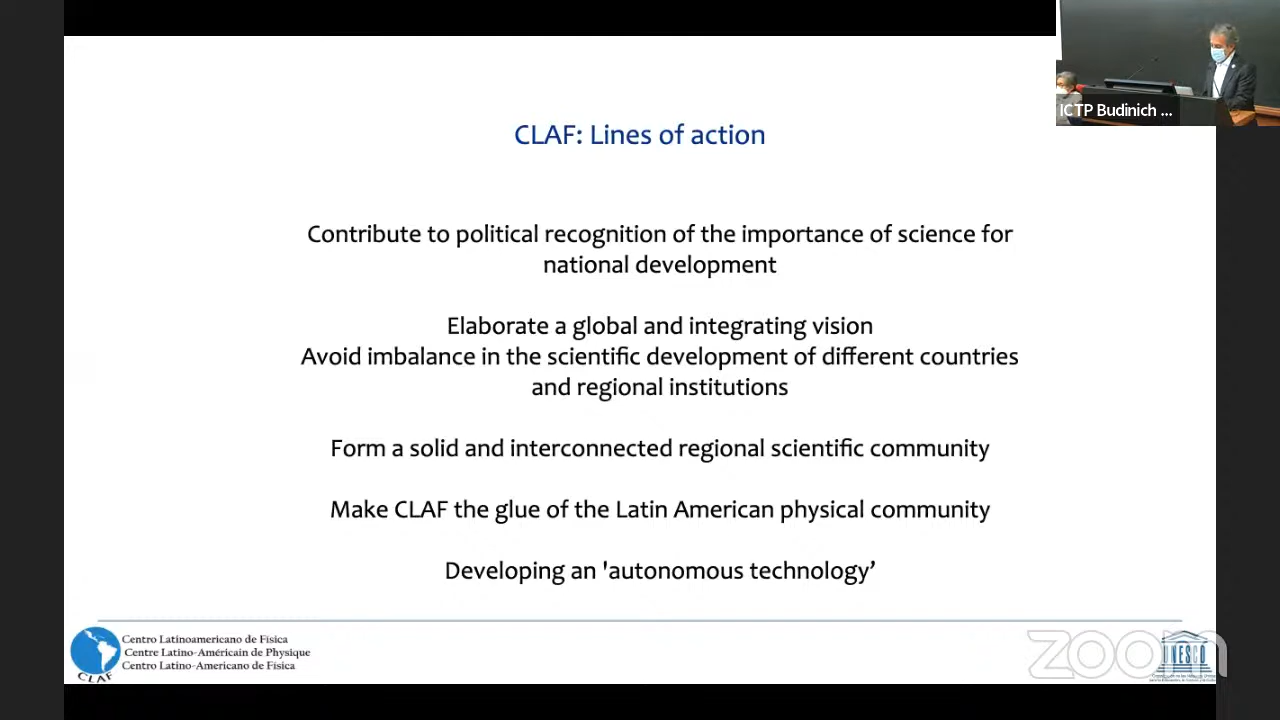 ICTP Budinich ...
CLAF: Lines of action
Contribute to political recognition of the importance of science for
national development
Elaborate a global and integrating vision
Avoid imbalance in the scientific development of different countries
and regional institutions
Form a solid and interconnected regional scientific community
Make CLAF the glue of the Latin American physical community
Developing an 'autonomous technology’
Centro Latinoamericano de Física
Centre Latino-Américain de Physique
Centro Latino-Americano de Física
CLAF
zoom
UNESCO